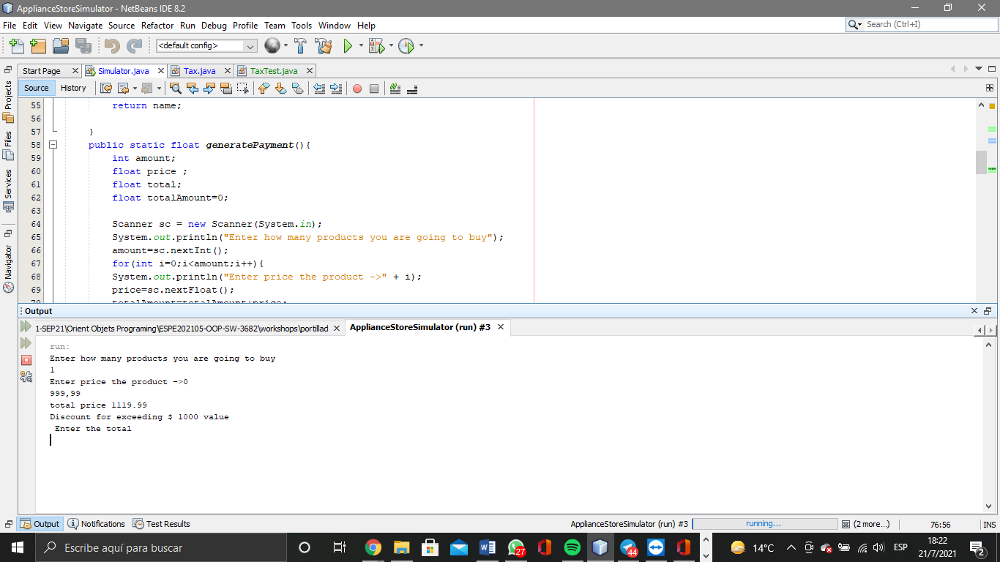 ApplianceStoreSimulator - NetBeans IDE 8.2
File Edit View Navigate Source Refactor Run Debug Profile Team Tools Window Help
Search (Ctrl+I)
<default config>
Start Page Simulator.java Tax.java TaxTest.java
Source History
Projects
Files
Services
Navigator
55 return name;
56
57 }
58 public static float generatePayment(){
59 int amount;
60 float price ;
61 float total;
62 float totalAmount=0;
63
64 Scanner sc = new Scanner(System.in);
65 System.out.println("Enter how many products you are going to buy");
66 amount=sc.nextInt();
67 for(int i=0;i<amount;i++){
68 System.out.println("Enter price the product ->" + i);
69 price=sc.nextFloat();
70 totalAmount=totalAmount+price;
Output
1-SEP21\Orient Objets Programing\ESPE202105-OOP-SW-3682\workshops\portillad ApplianceStoreSimulator (run) #3
run:
Enter how many products you are going to buy
1
Enter price the product ->0
999,99
total price 1119.99
Discount for exceeding $ 1000 value
Enter the total
Output Notifications Test Results ApplianceStoreSimulator (run) #3 running... (2 more...) 76:56 INS
Escribe aquí para buscar 27 44 14°C ESP 18:22
21/7/2021 2